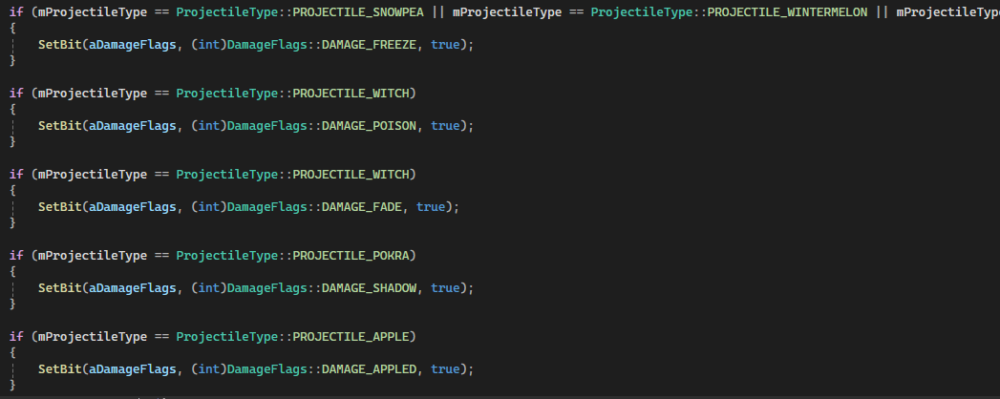 if (mProjectileType == ProjectileType::PROJECTILE_SNOWPEA || mProjectileType == ProjectileType::PROJECTILE_WINTERMELON || mProjectileTyp
{
    SetBit(aDamageFlags, (int)DamageFlags::DAMAGE_FREEZE, true);
}

if (mProjectileType == ProjectileType::PROJECTILE_WITCH)
{
    SetBit(aDamageFlags, (int)DamageFlags::DAMAGE_POISON, true);
}

if (mProjectileType == ProjectileType::PROJECTILE_WITCH)
{
    SetBit(aDamageFlags, (int)DamageFlags::DAMAGE_FADE, true);
}

if (mProjectileType == ProjectileType::PROJECTILE_POKRA)
{
    SetBit(aDamageFlags, (int)DamageFlags::DAMAGE_SHADOW, true);
}

if (mProjectileType == ProjectileType::PROJECTILE_APPLE)
{
    SetBit(aDamageFlags, (int)DamageFlags::DAMAGE_APPLED, true);
}